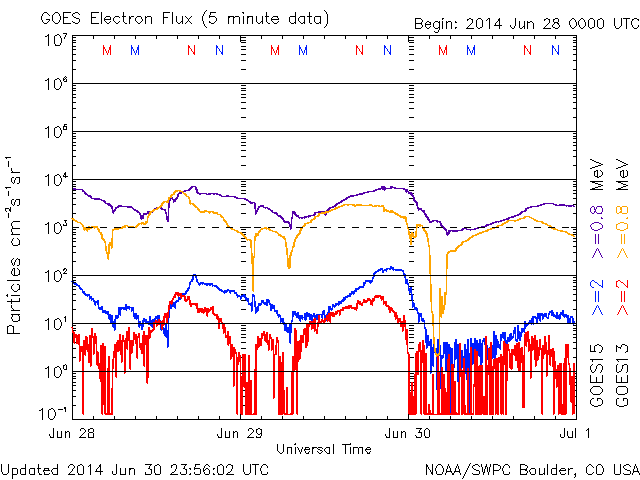 GOES Electron Flux (5 minute data)
Begin: 2014 Jun 28 0000 UTC
M M N N M M N N M M N N
10⁷
10⁶
10⁵
10⁴
10³
10²
10¹
10⁰
10⁻¹
Particles cm⁻²s⁻¹sr⁻¹
Jun 28 Jun 29 Jun 30 Jul 1
Universal Time
GOES15 >=2 >=0.8 MeV
GOES13 >=2 >=0.8 MeV
Updated 2014 Jun 30 23:56:02 UTC
NOAA/SWPC Boulder, CO USA